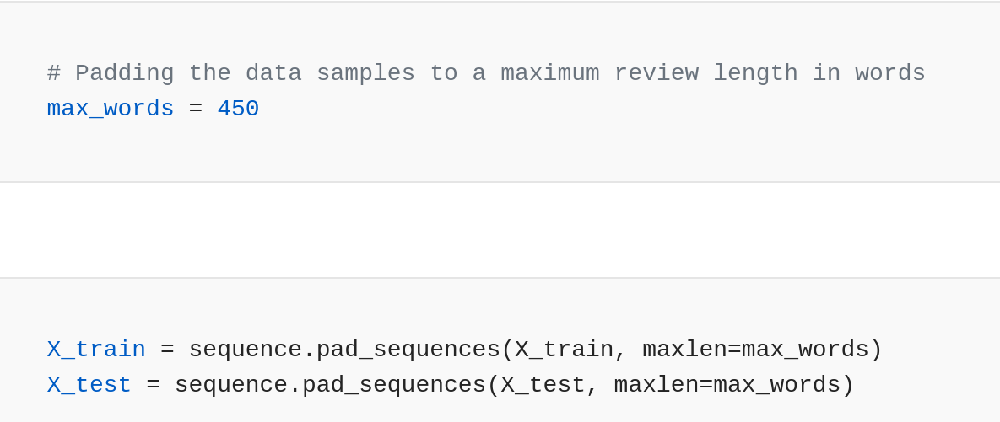 # Padding the data samples to a maximum review length in words
max_words = 450
X_train = sequence.pad_sequences(X_train, maxlen=max_words)
X_test = sequence.pad_sequences(X_test, maxlen=max_words)